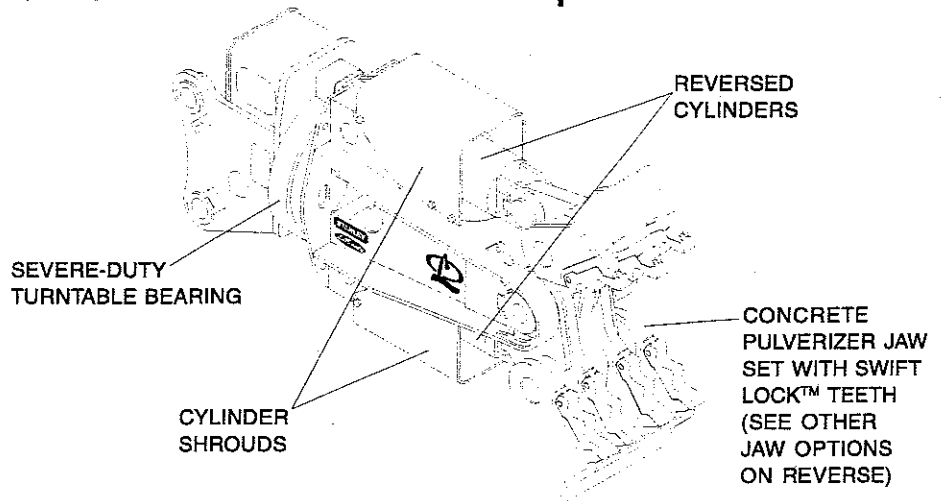 REVERSED
CYLINDERS
SEVERE-DUTY
TURNTABLE BEARING
CONCRETE
PULVERIZER JAW
SET WITH SWIFT
LOCK™ TEETH
(SEE OTHER
JAW OPTIONS
ON REVERSE)
CYLINDER
SHROUDS